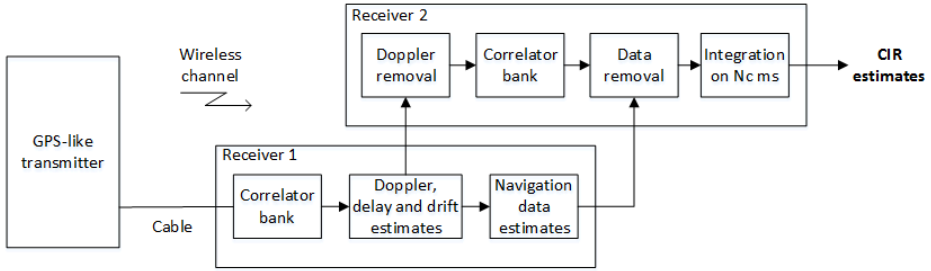 Receiver 2
Wireless
channel
Doppler
removal
Correlator
bank
Data
removal
Integration
on Nc ms
CIR
estimates
GPS-like
transmitter
Receiver 1
Correlator
bank
Doppler,
delay and drift
estimates
Navigation
data
estimates
Cable